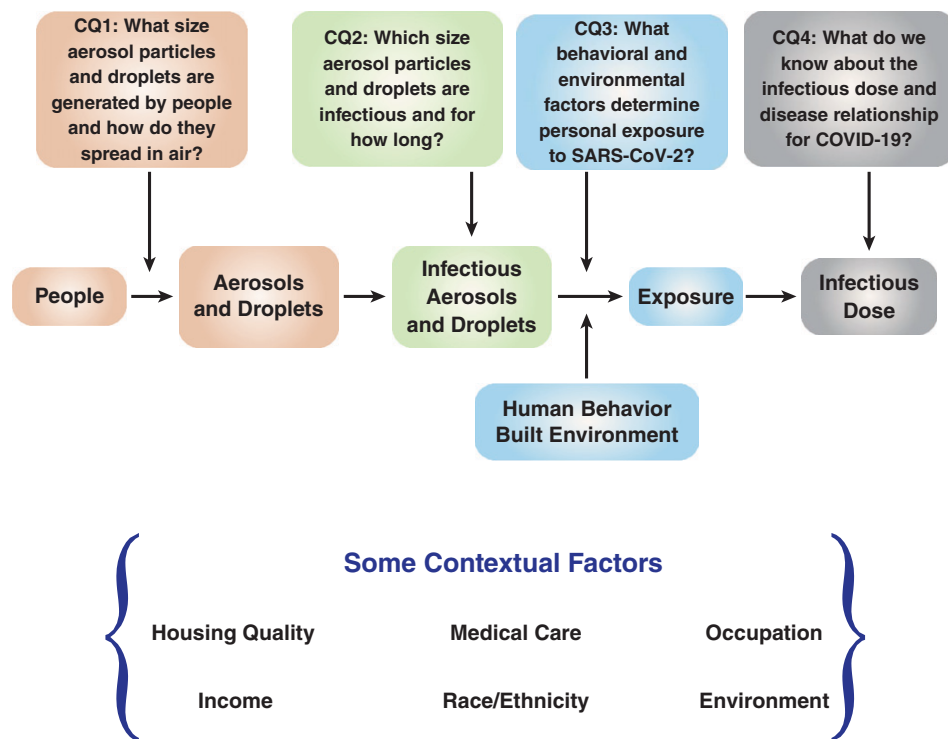 CQ1: What size
aerosol particles
and droplets are
generated by people
and how do they
spread in air?
CQ2: Which size
aerosol particles
and droplets are
infectious and for
how long?
CQ3: What
behavioral and
environmental
factors determine
personal exposure
to SARS-CoV-2?
CQ4: What do we
know about the
infectious dose and
disease relationship
for COVID-19?
People
Aerosols
and Droplets
Infectious
Aerosols
and Droplets
Exposure
Infectious
Dose
Human Behavior
Built Environment
Some Contextual Factors
Housing Quality
Medical Care
Occupation
Income
Race/Ethnicity
Environment